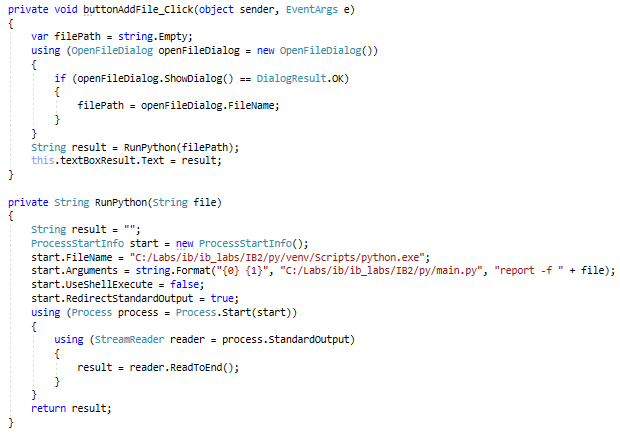 private void buttonAddFile_Click(object sender, EventArgs e)
{
    var filePath = string.Empty;
    using (OpenFileDialog openFileDialog = new OpenFileDialog())
    {
        if (openFileDialog.ShowDialog() == DialogResult.OK)
        {
            filePath = openFileDialog.FileName;
        }
    }
    String result = RunPython(filePath);
    this.textBoxResult.Text = result;
}

private String RunPython(String file)
{
    String result = "";
    ProcessStartInfo start = new ProcessStartInfo();
    start.FileName = "C:/Labs/ib/ib_labs/IB2/py/venv/Scripts/python.exe";
    start.Arguments = string.Format("{0} {1}", "C:/Labs/ib/ib_labs/IB2/py/main.py", "report -f " + file);
    start.UseShellExecute = false;
    start.RedirectStandardOutput = true;
    using (Process process = Process.Start(start))
    {
        using (StreamReader reader = process.StandardOutput)
        {
            result = reader.ReadToEnd();
        }
    }
    return result;
}